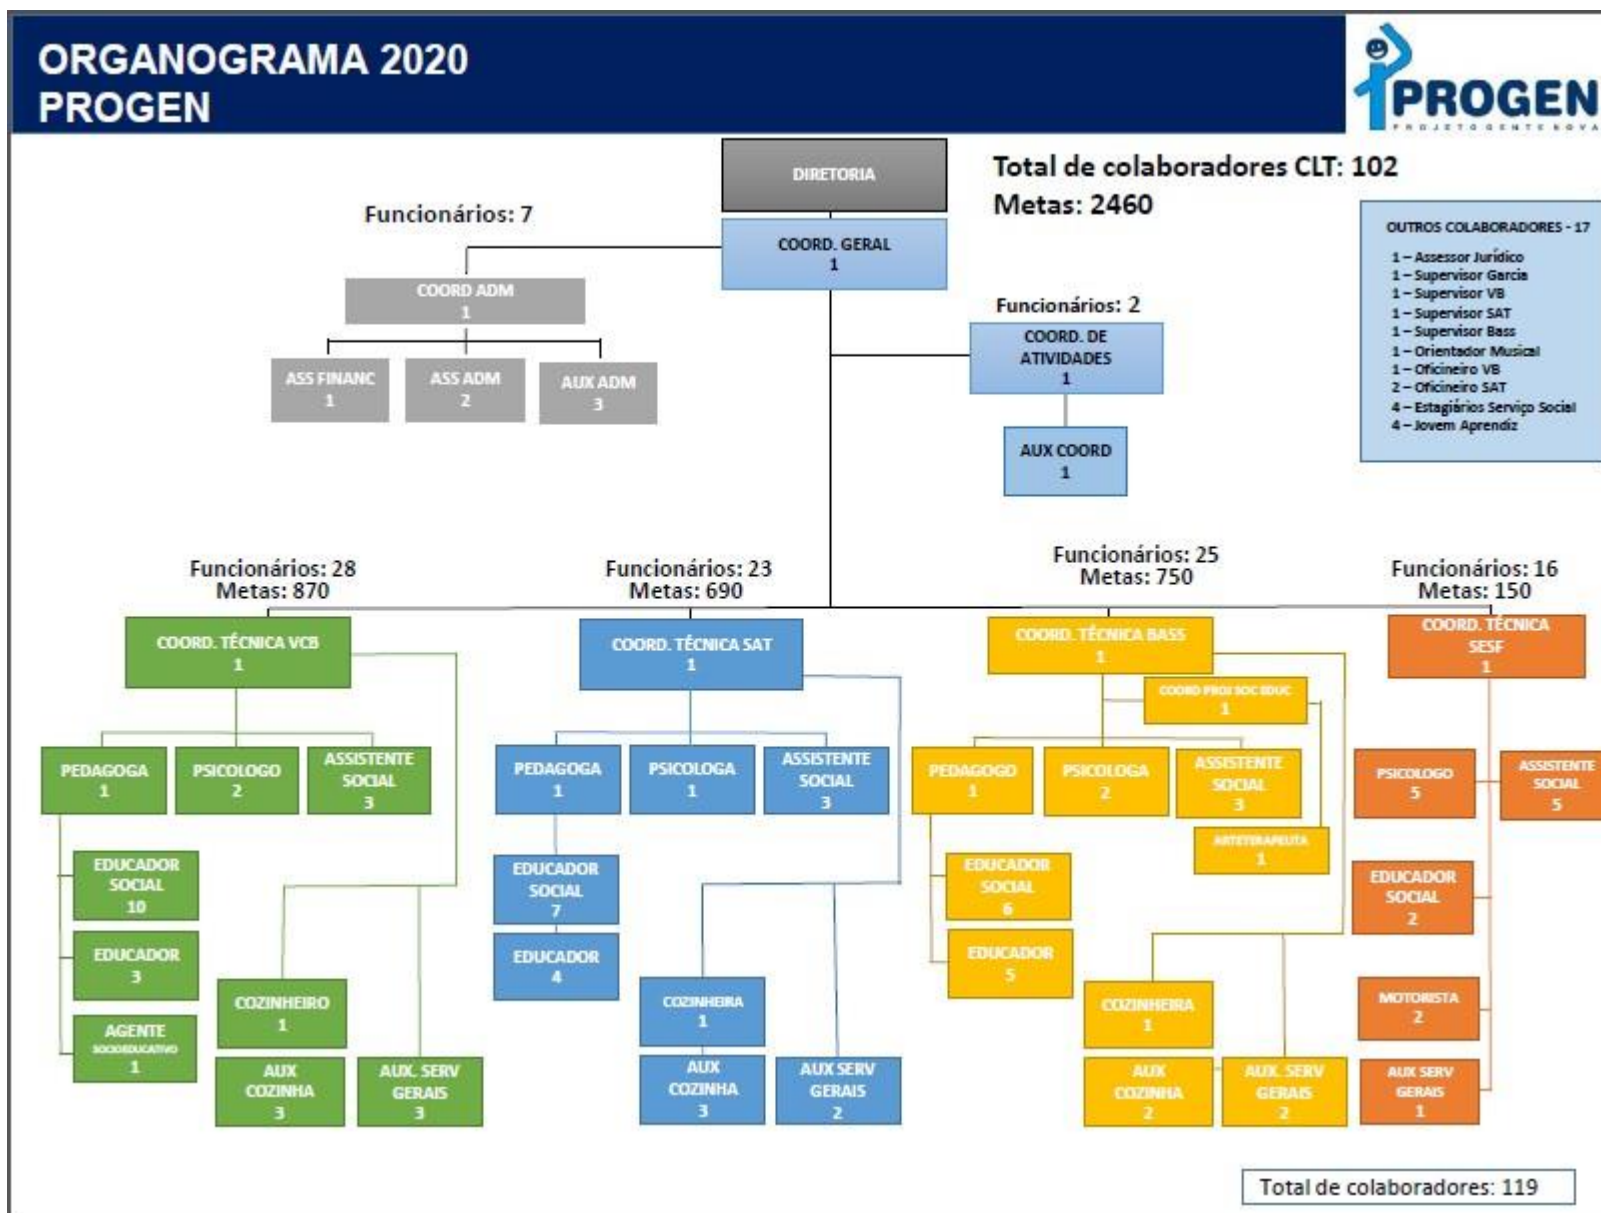 ORGANOGRAMA 2020
PROGEN
PROGEN
PROJETO GENTE NOVA
DIRETORIA
Total de colaboradores CLT: 102
Metas: 2460
Funcionários: 7
COORD. GERAL
1
OUTROS COLABORADORES - 17
1 – Assessor Jurídico
1 – Supervisor Garcia
1 – Supervisor VB
1 – Supervisor SAT
1 – Supervisor Bass
1 – Orientador Musical
1 – Oficineiro VB
2 – Oficineiro SAT
4 – Estagiários Serviço Social
4 – Jovem Aprendiz
COORD ADM
1
ASS FINANC
1
ASS ADM
2
AUX ADM
3
Funcionários: 2
COORD. DE
ATIVIDADES
1
AUX COORD
1
Funcionários: 28
Metas: 870
COORD. TÉCNICA VCB
1
PEDAGOGA
1
PSICOLOGO
2
ASSISTENTE
SOCIAL
3
EDUCADOR
SOCIAL
10
EDUCADOR
3
AGENTE
SOCIOEDUCATIVO
1
COZINHEIRO
1
AUX
COZINHA
3
AUX. SERV
GERAIS
3
Funcionários: 23
Metas: 690
COORD. TÉCNICA SAT
1
PEDAGOGA
1
PSICOLOGA
1
ASSISTENTE
SOCIAL
3
EDUCADOR
SOCIAL
7
EDUCADOR
4
COZINHEIRA
1
AUX
COZINHA
3
AUX SERV
GERAIS
2
Funcionários: 25
Metas: 750
COORD. TÉCNICA BASS
1
COORD PROJ SOC EDUC
1
PEDAGOGO
1
PSICOLOGA
2
ASSISTENTE
SOCIAL
3
ARTETERAPEUTA
1
EDUCADOR
SOCIAL
6
EDUCADOR
5
COZINHEIRA
1
AUX
COZINHA
2
AUX. SERV
GERAIS
2
Funcionários: 16
Metas: 150
COORD. TÉCNICA
SESF
1
PSICOLOGO
5
ASSISTENTE
SOCIAL
5
EDUCADOR
SOCIAL
2
MOTORISTA
2
AUX SERV
GERAIS
1
Total de colaboradores: 119